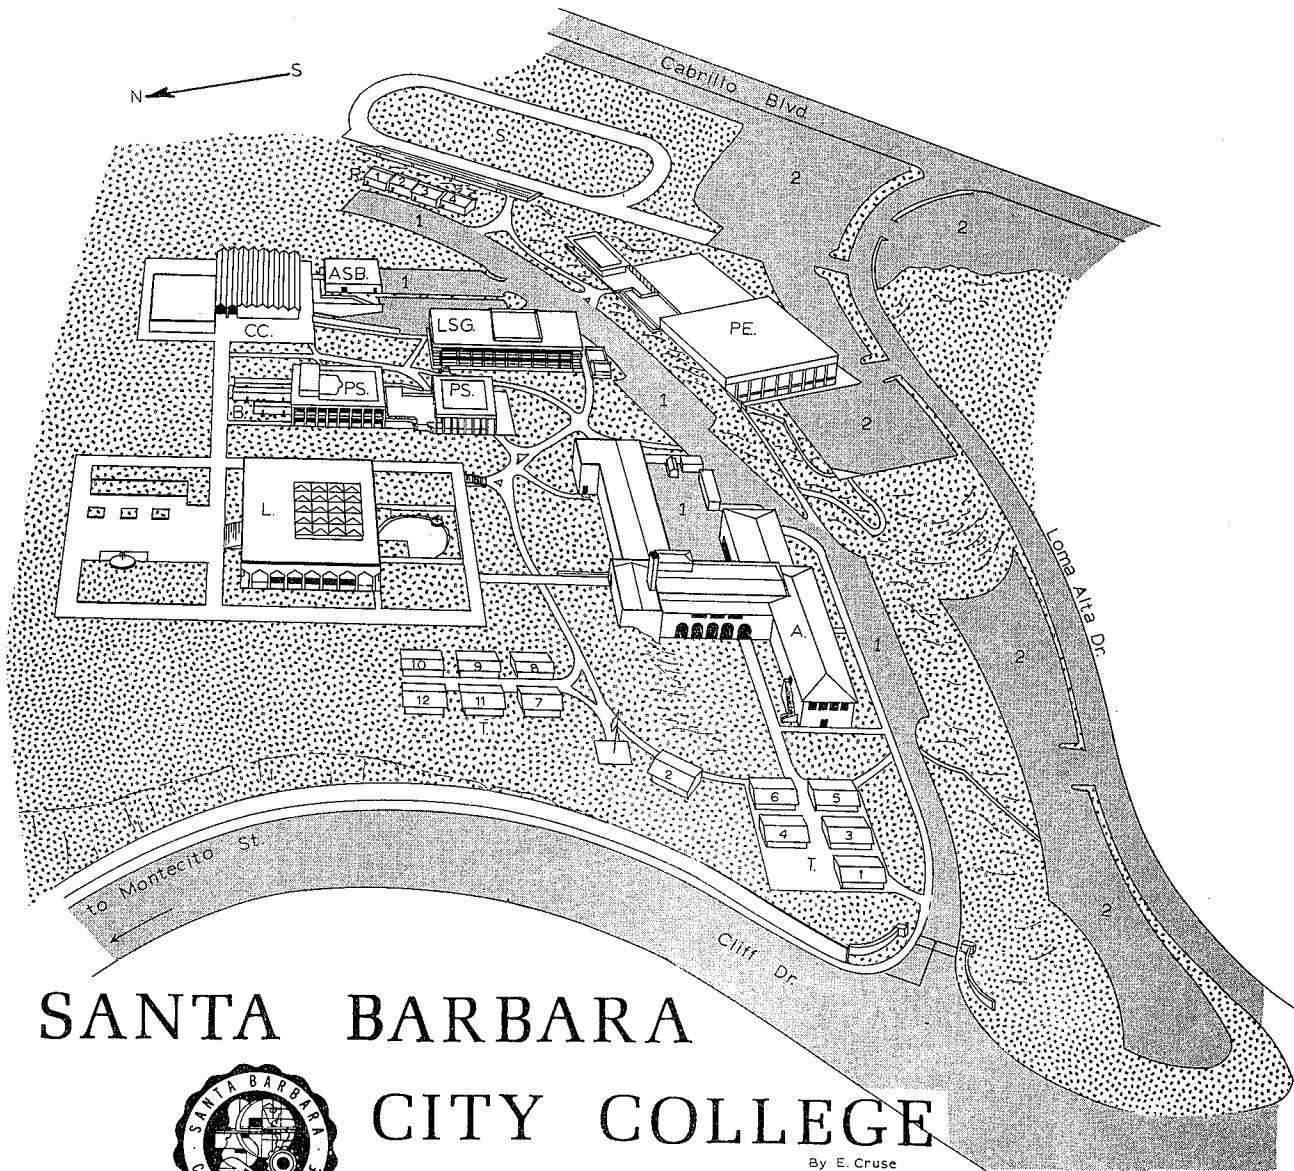 Cabrillo Blvd.
S
N
S.
R.
1 2 3 4
2
2
1
ASB.
1
CC.
LSG.
PE.
PS.
PS.
B.
1
2
L.
1
Loma Alta Dr.
A.
1
2
10 9 8
12 11 7
T.
2
6 5
4 3
T. 1
2
to Montecito St.
Cliff Dr.
SANTA BARBARA
CITY COLLEGE
SANTA BARBARA
By E. Cruse